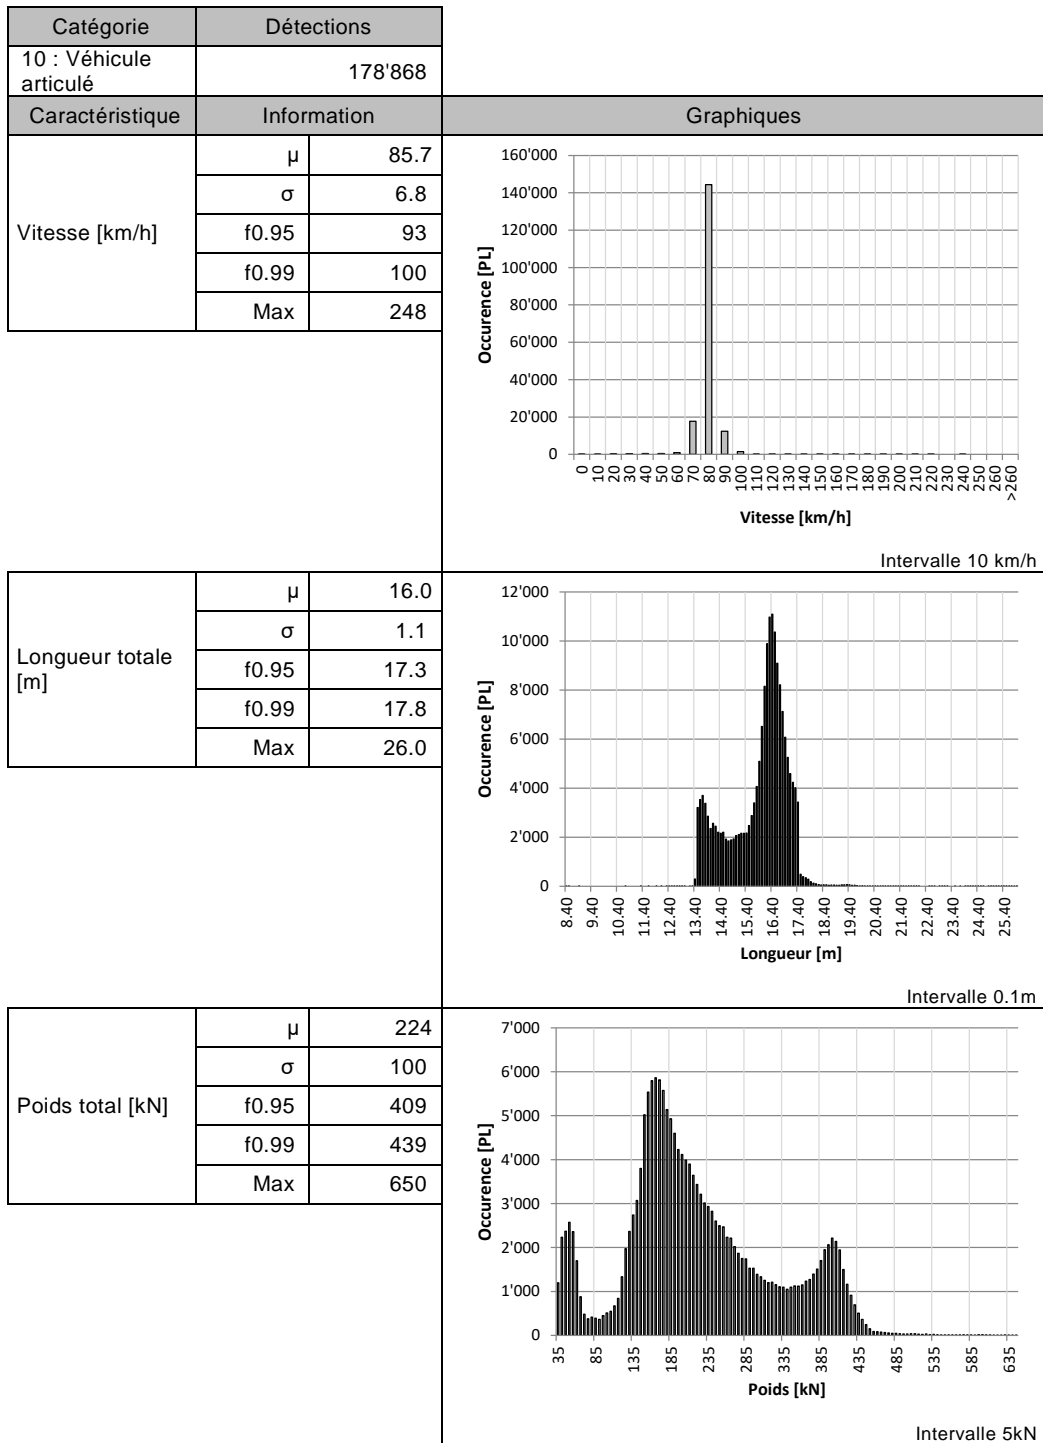 Catégorie Détections
10 : Véhicule
articulé
178'868
Caractéristique Information Graphiques
Vitesse [km/h]
µ 85.7
σ 6.8
f0.95 93
f0.99 100
Max 248
160'000
140'000
120'000
100'000
80'000
60'000
40'000
20'000
0
Occurence [PL]
0 10 20 30 40 50 60 70 80 90 100 110 120 130 140 150 160 170 180 190 200 210 220 230 240 250 260 >260
Vitesse [km/h]
Intervalle 10 km/h
Longueur totale
[m]
µ 16.0
σ 1.1
f0.95 17.3
f0.99 17.8
Max 26.0
12'000
10'000
8'000
6'000
4'000
2'000
0
Occurence [PL]
8.40 9.40 10.40 11.40 12.40 13.40 14.40 15.40 16.40 17.40 18.40 19.40 20.40 21.40 22.40 23.40 24.40 25.40
Longueur [m]
Intervalle 0.1m
Poids total [kN]
µ 224
σ 100
f0.95 409
f0.99 439
Max 650
7'000
6'000
5'000
4'000
3'000
2'000
1'000
0
Occurence [PL]
35 85 135 185 235 285 335 385 435 485 535 585 635
Poids [kN]
Intervalle 5kN